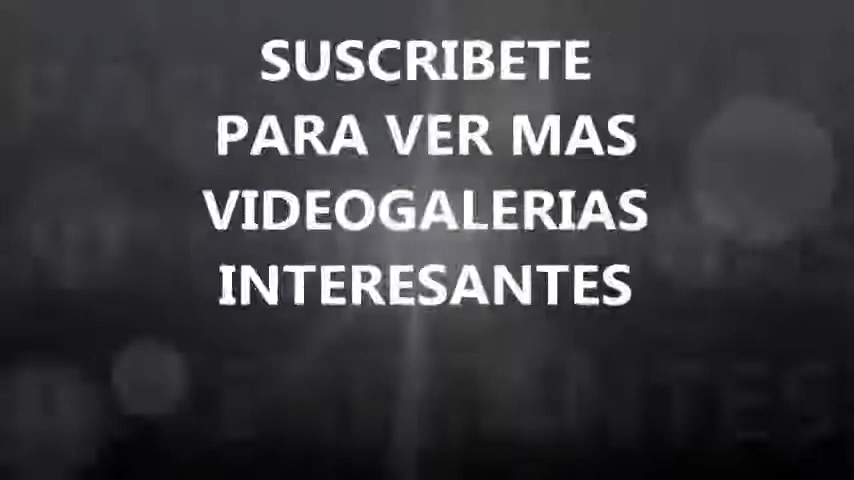 SUSCRIBETE
PARA VER MAS
VIDEOGALERIAS
INTERESANTES